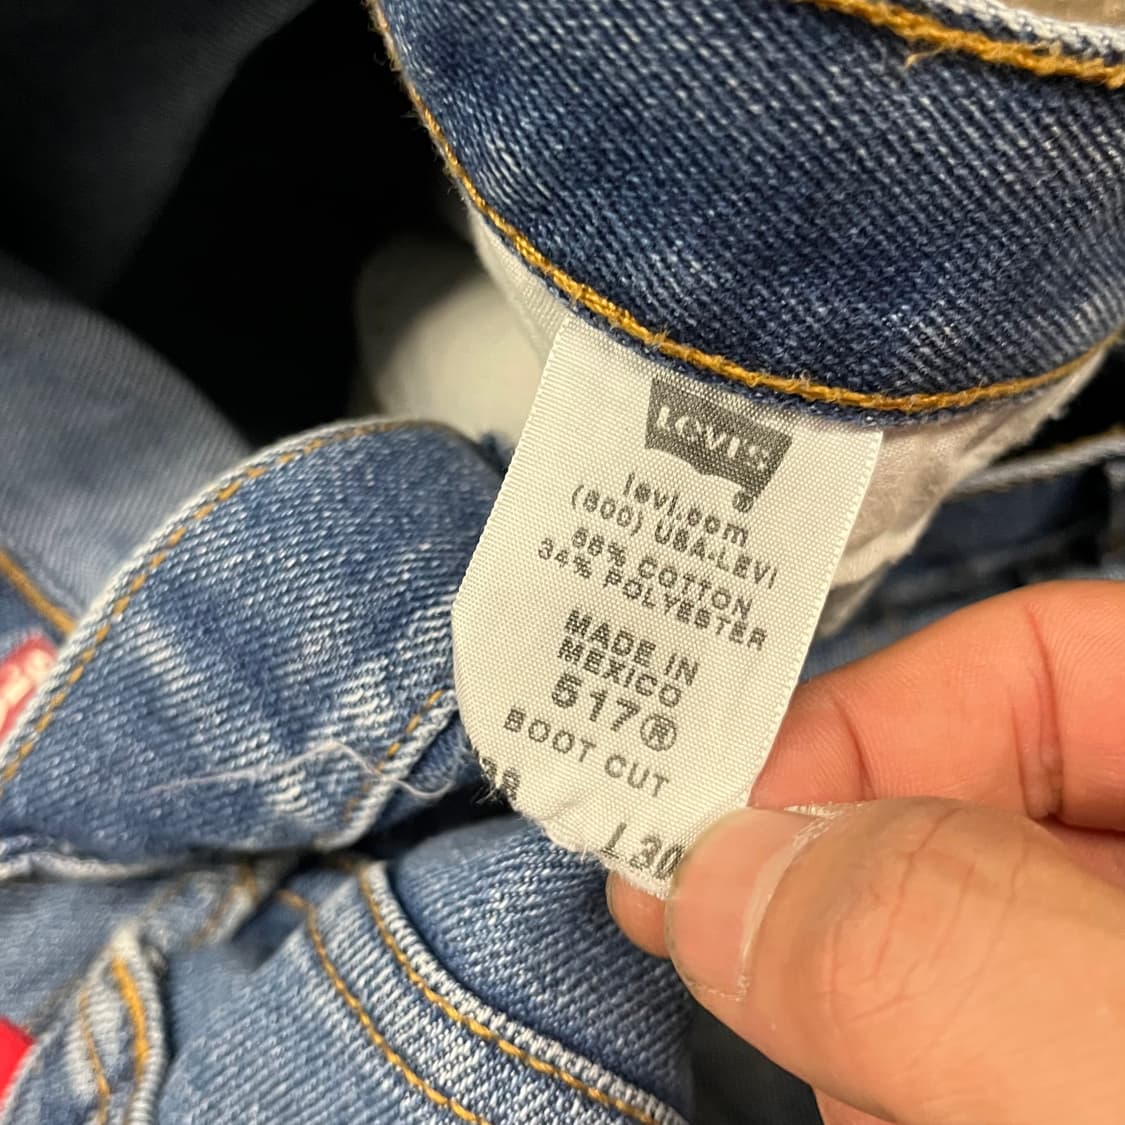 Levi's
levi.com
(800) USA-LEVI
66% COTTON
34% POLYESTER
MADE IN
MEXICO
517®
BOOT CUT
L30